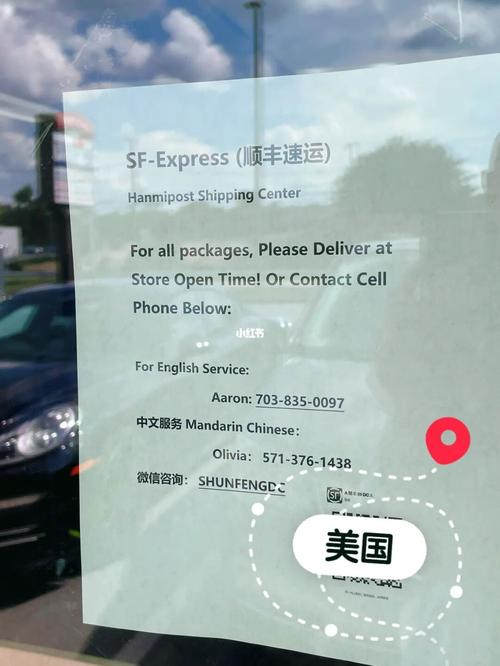 SF-Express (顺丰速运)
Hanmipost Shipping Center
For all packages, Please Deliver at
Store Open Time! Or Contact Cell
Phone Below:
小红书
For English Service:
Aaron: 703-835-0097
中文服务 Mandarin Chinese:
Olivia: 571-376-1438
微信咨询: SHUNFENGDC
SF
美国